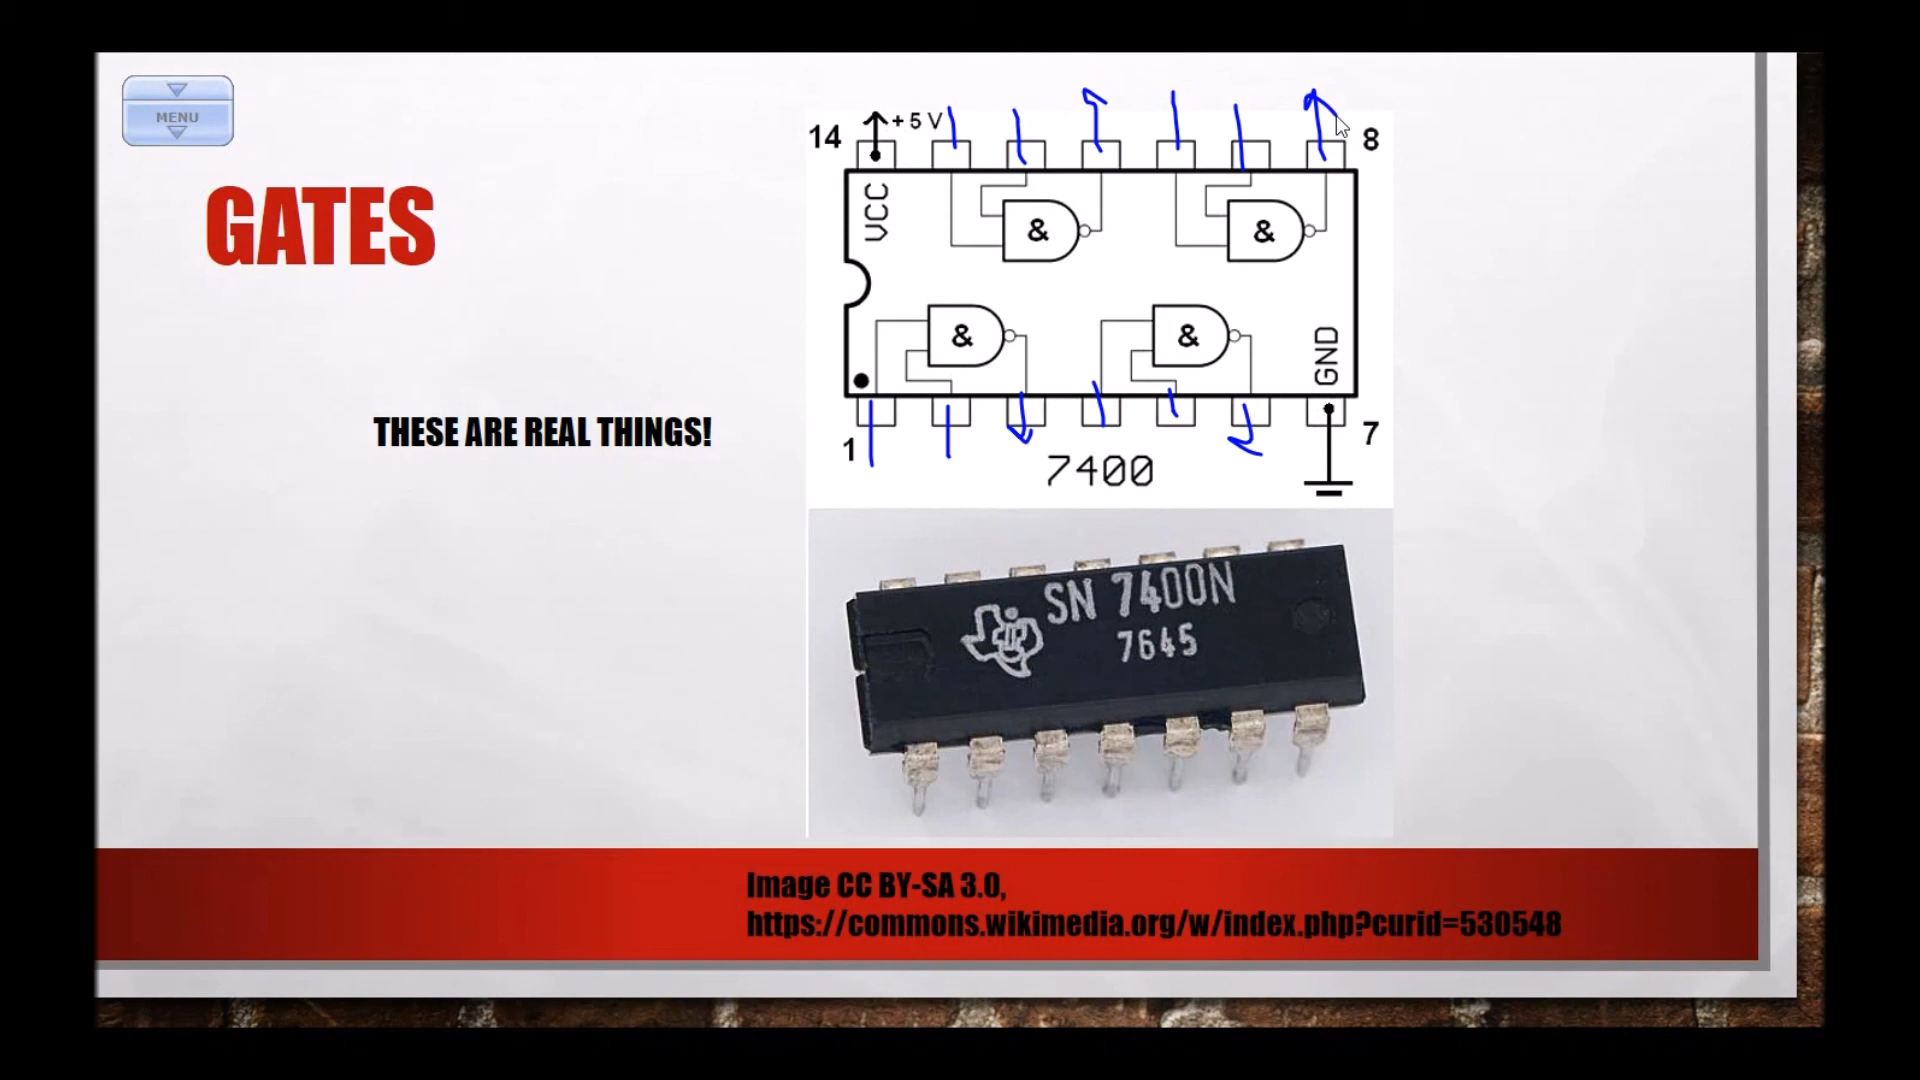 MENU
GATES
THESE ARE REAL THINGS!
14
+ 5 V
8
VCC
&
&
&
&
GND
1
7
7400
SN 7400N
7645
Image CC BY-SA 3.0,
https://commons.wikimedia.org/w/index.php?curid=530548